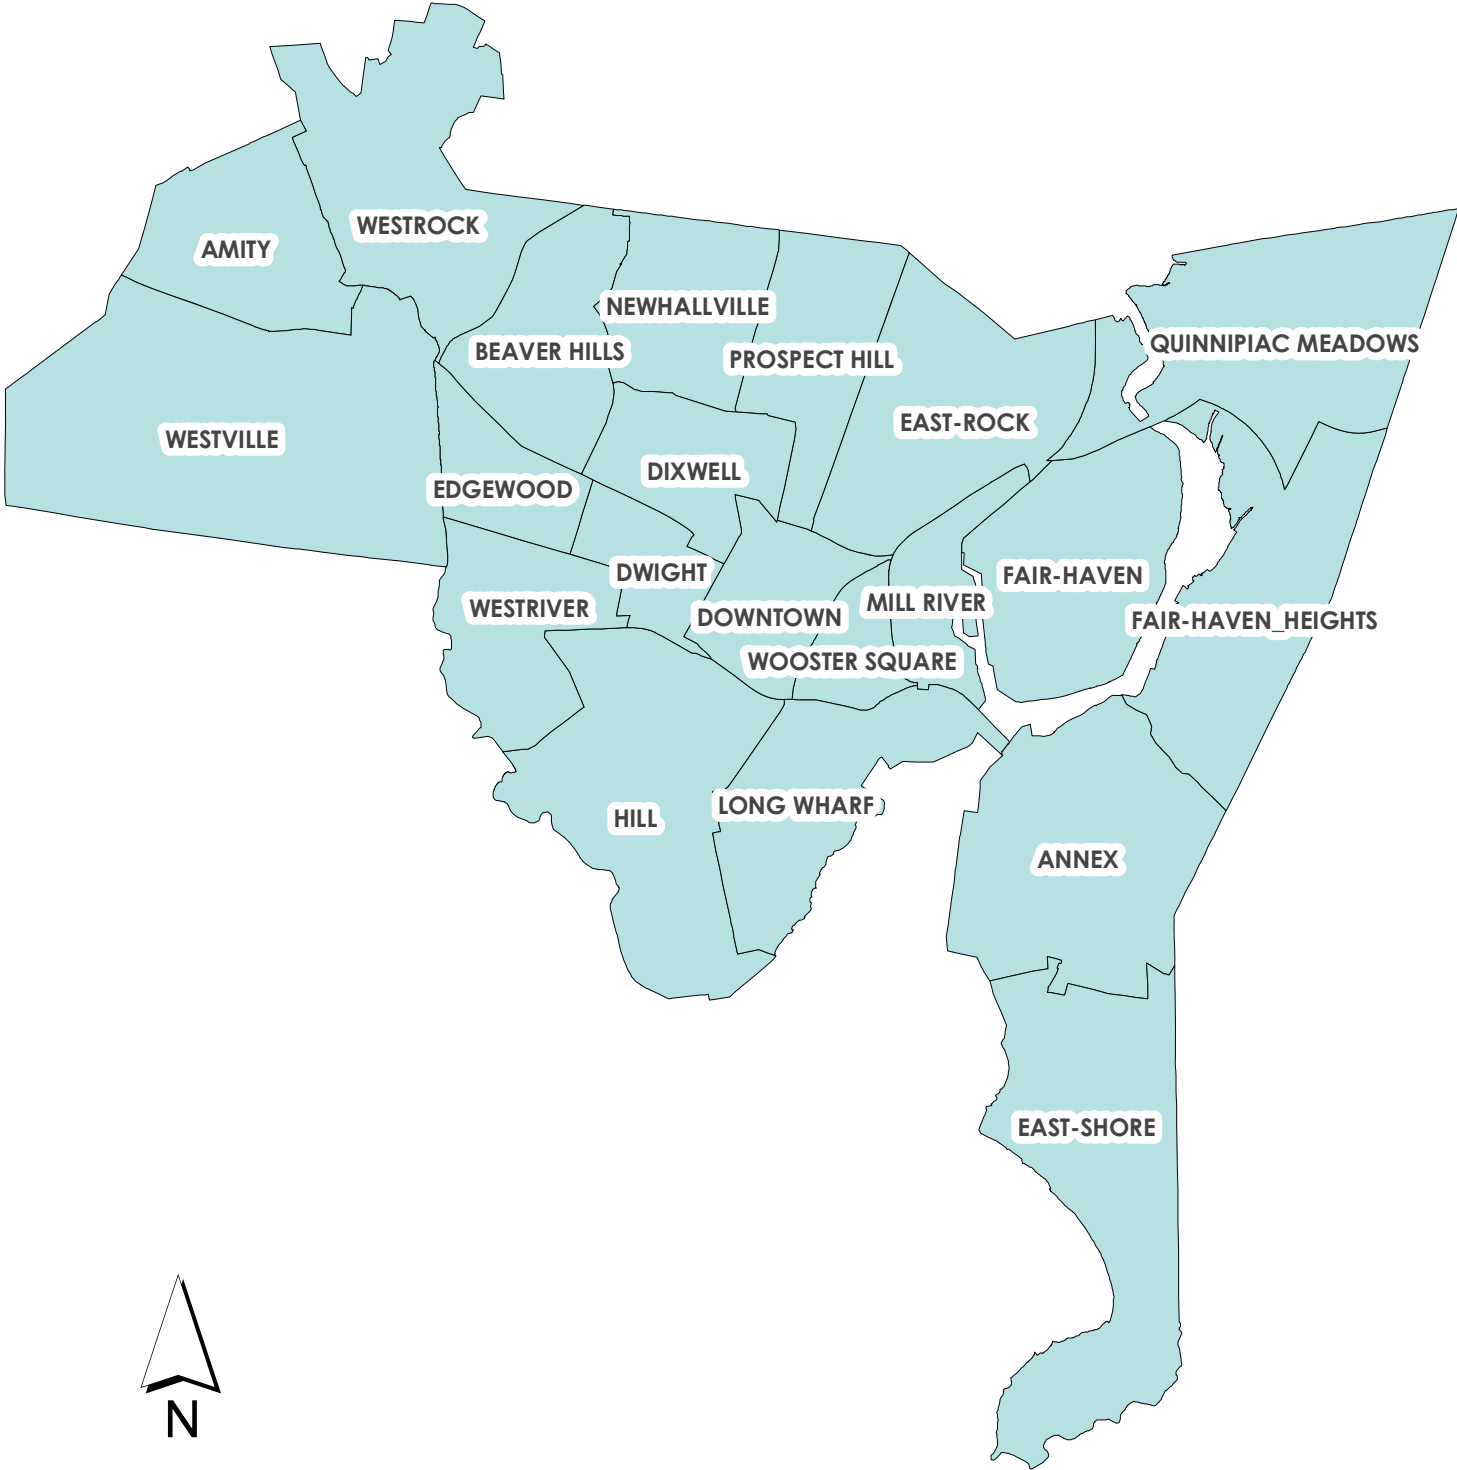 WESTROCK
AMITY
NEWHALLVILLE
QUINNIPIAC MEADOWS
BEAVER HILLS
PROSPECT HILL
EAST-ROCK
WESTVILLE
DIXWELL
EDGEWOOD
DWIGHT
FAIR-HAVEN
MILL RIVER
WESTRIVER
DOWNTOWN
FAIR-HAVEN_HEIGHTS
WOOSTER SQUARE
LONG WHARF
HILL
ANNEX
EAST-SHORE
N